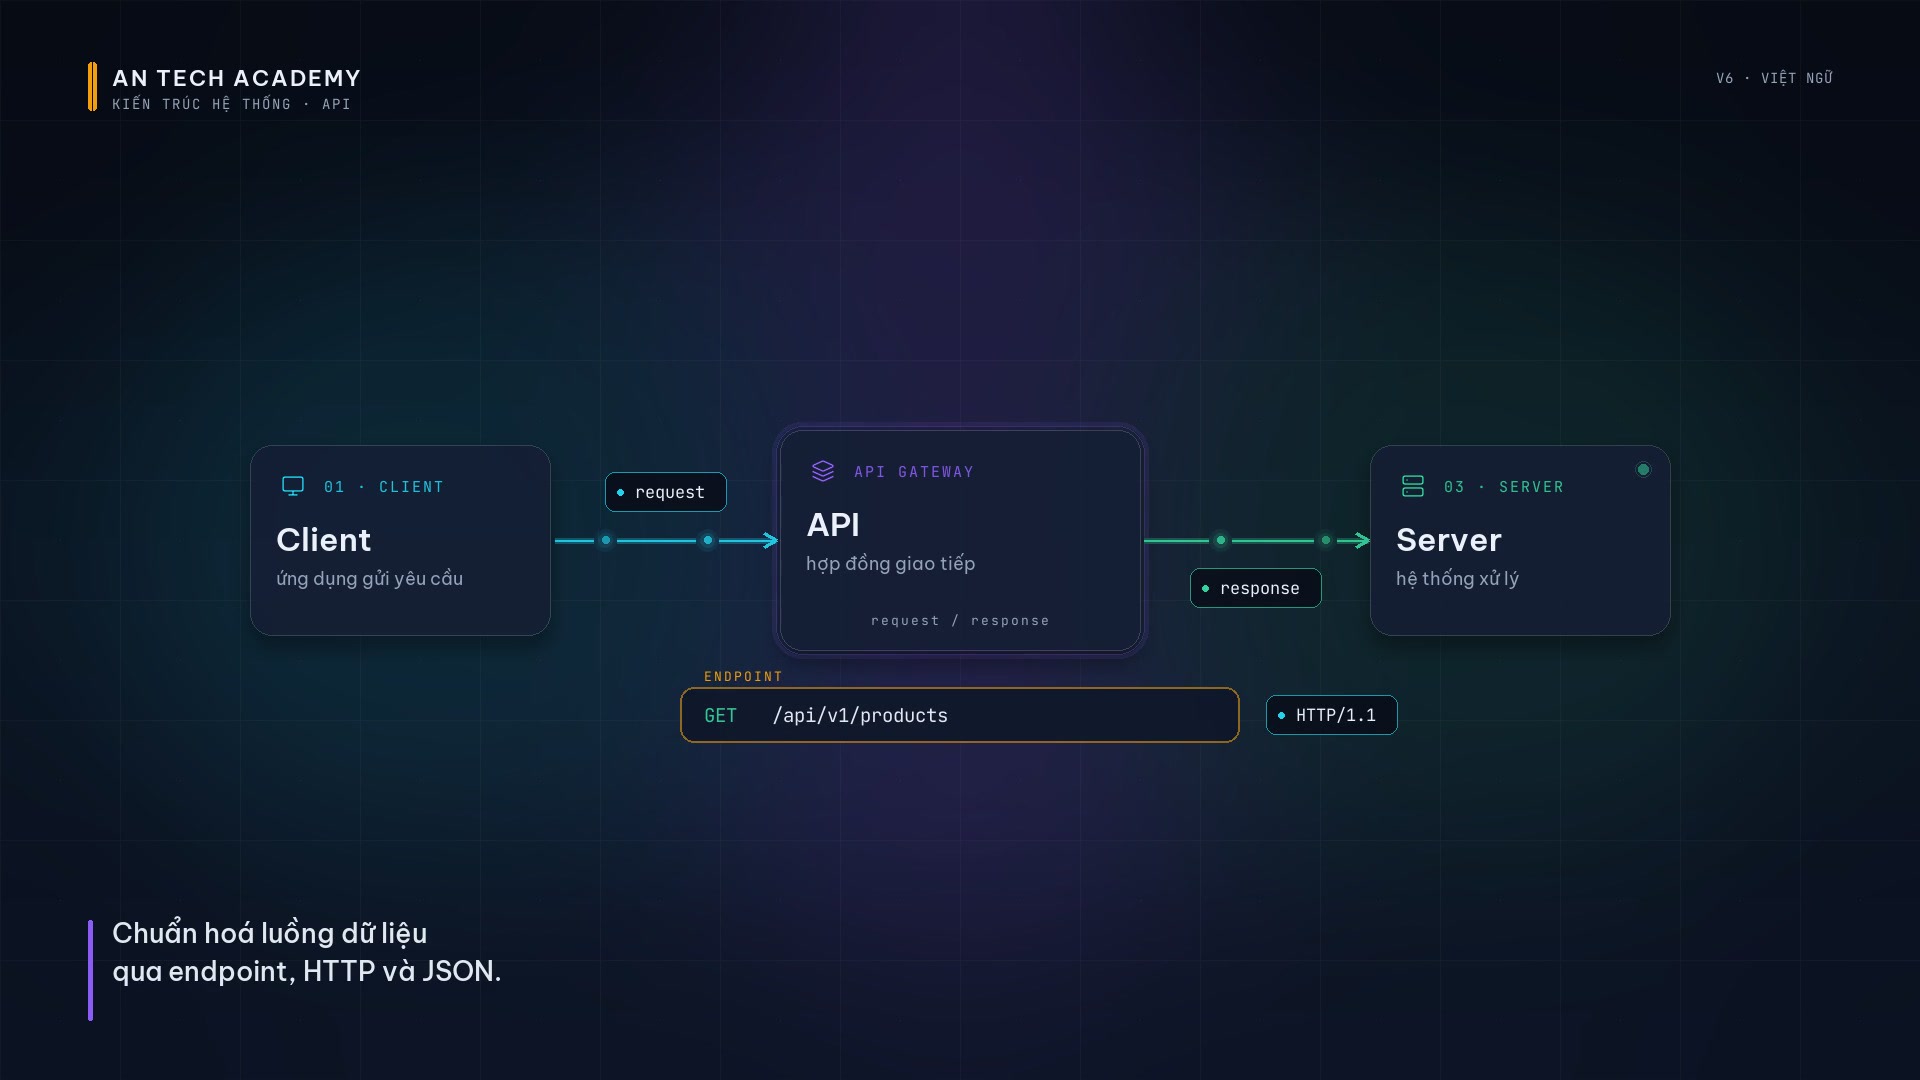 AN TECH ACADEMY
KIẾN TRÚC HỆ THỐNG · API
V6 · VIỆT NGỮ
01 · CLIENT
Client
ứng dụng gửi yêu cầu
request
API GATEWAY
API
hợp đồng giao tiếp
request / response
response
03 · SERVER
Server
hệ thống xử lý
ENDPOINT
GET /api/v1/products
HTTP/1.1
Chuẩn hoá luồng dữ liệu
qua endpoint, HTTP và JSON.